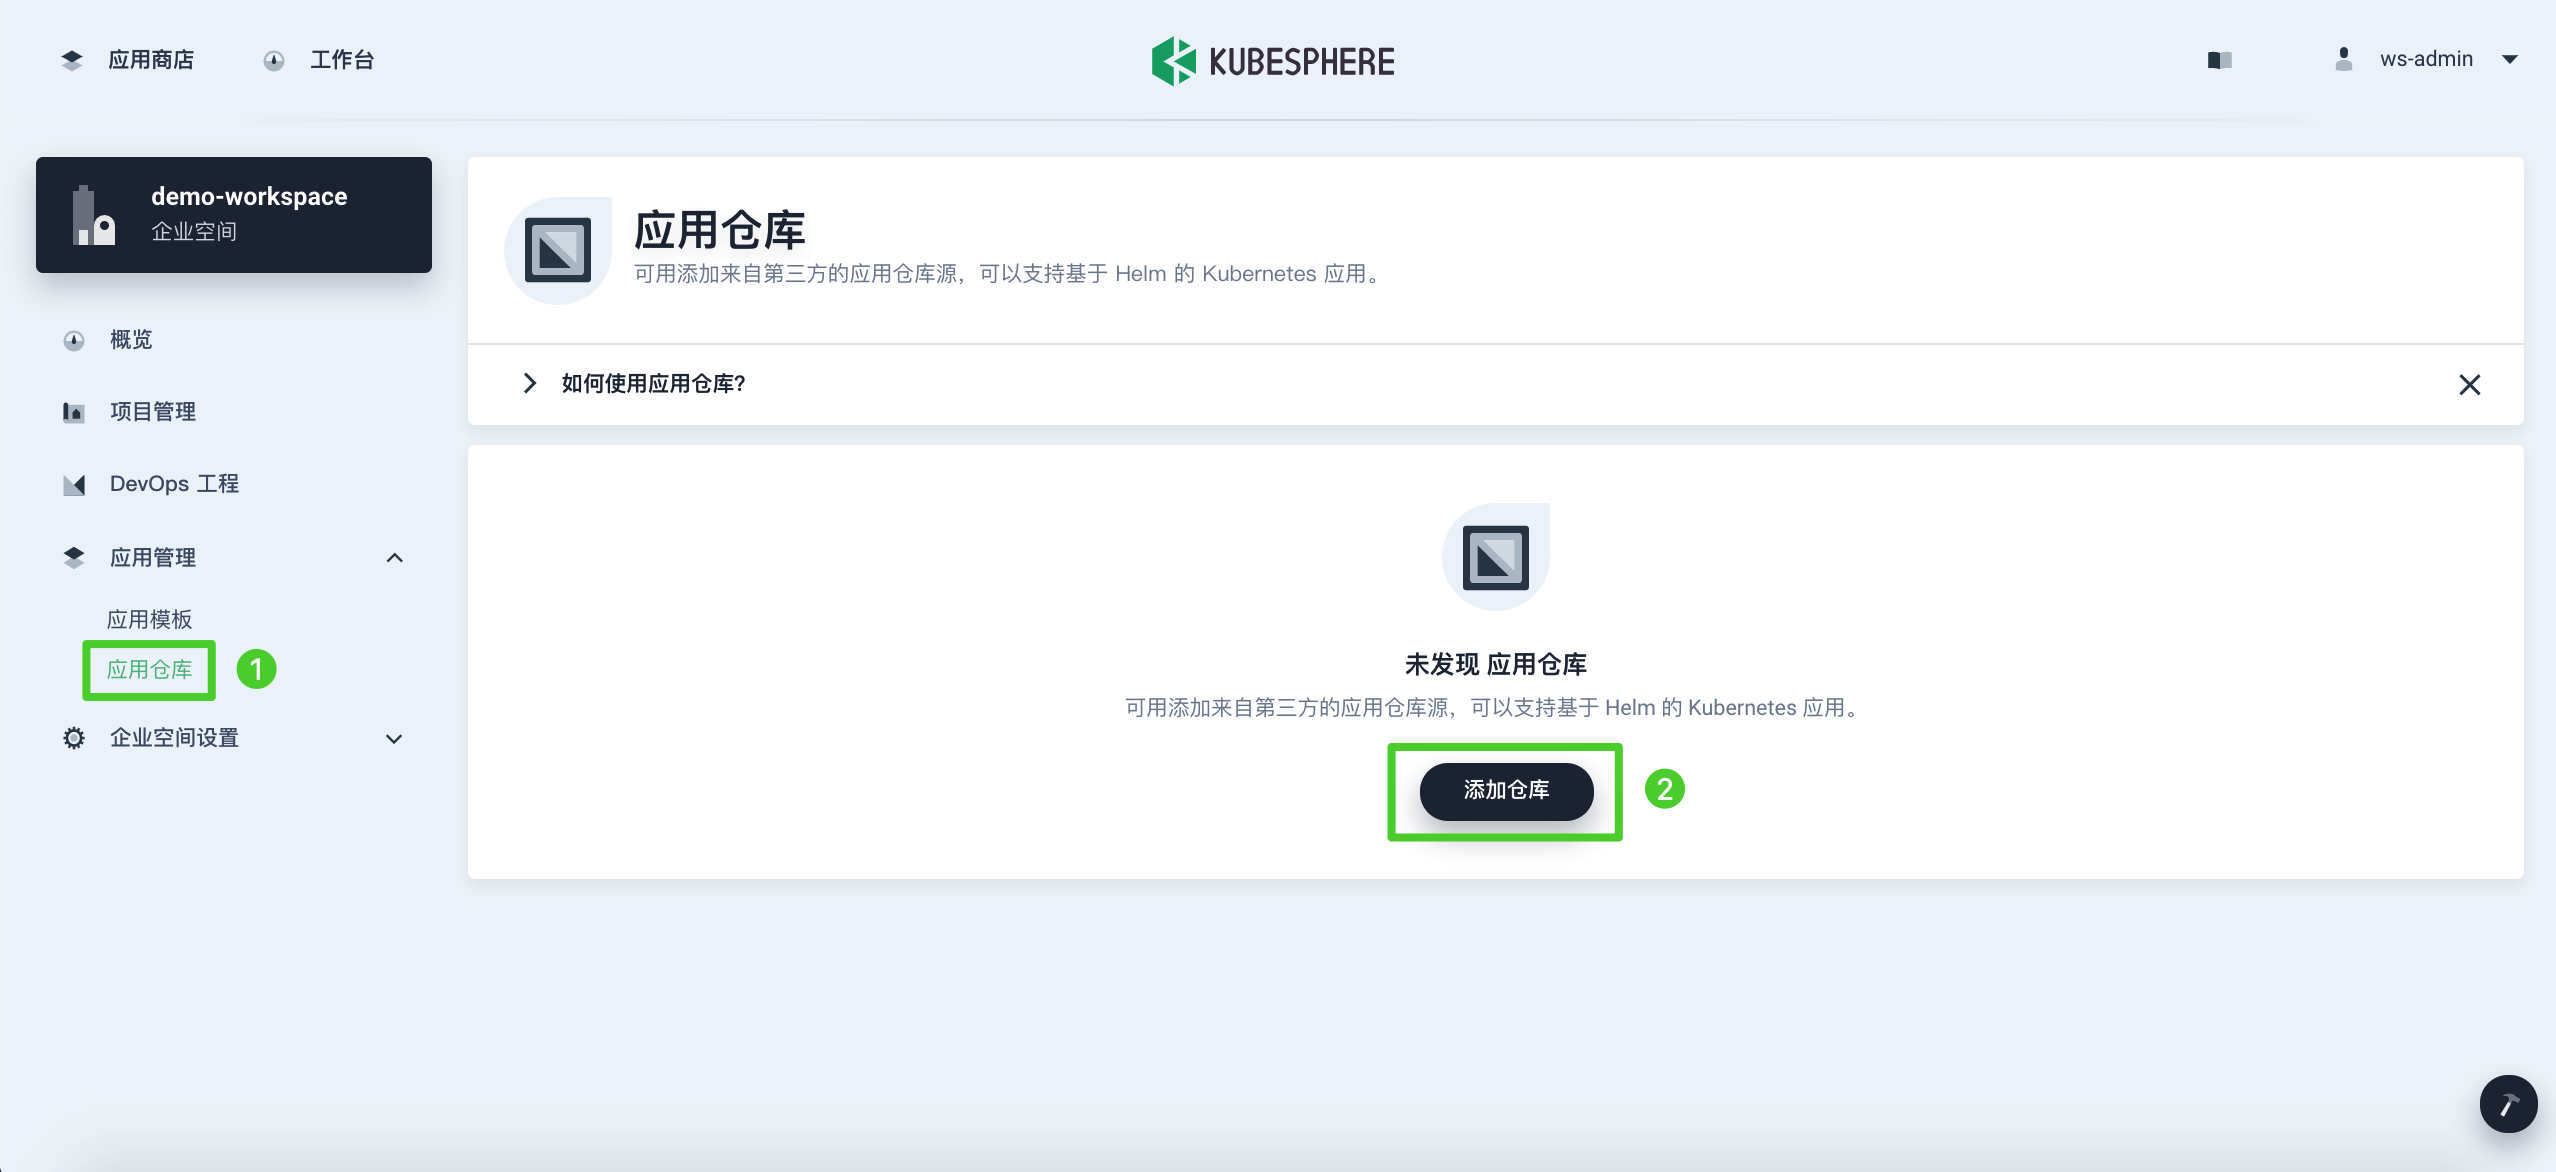 应用商店
工作台
KUBESPHERE
ws-admin
demo-workspace
企业空间
概览
项目管理
DevOps 工程
应用管理
应用模板
应用仓库
1
企业空间设置
应用仓库
可用添加来自第三方的应用仓库源，可以支持基于 Helm 的 Kubernetes 应用。
如何使用应用仓库?
未发现 应用仓库
可用添加来自第三方的应用仓库源，可以支持基于 Helm 的 Kubernetes 应用。
添加仓库
2